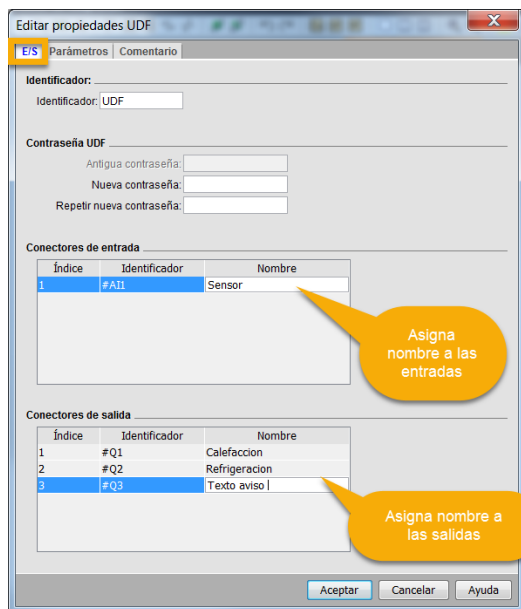 Editar propiedades UDF
E/S Parámetros Comentario
Identificador:
Identificador: UDF
Contraseña UDF
Antigua contraseña:
Nueva contraseña:
Repetir nueva contraseña:
Conectores de entrada
Índice Identificador Nombre
1 #AI1 Sensor
Asigna
nombre a las
entradas
Conectores de salida
Índice Identificador Nombre
1 #Q1 Calefaccion
2 #Q2 Refrigeracion
3 #Q3 Texto aviso
Asigna nombre a
las salidas
Aceptar Cancelar Ayuda